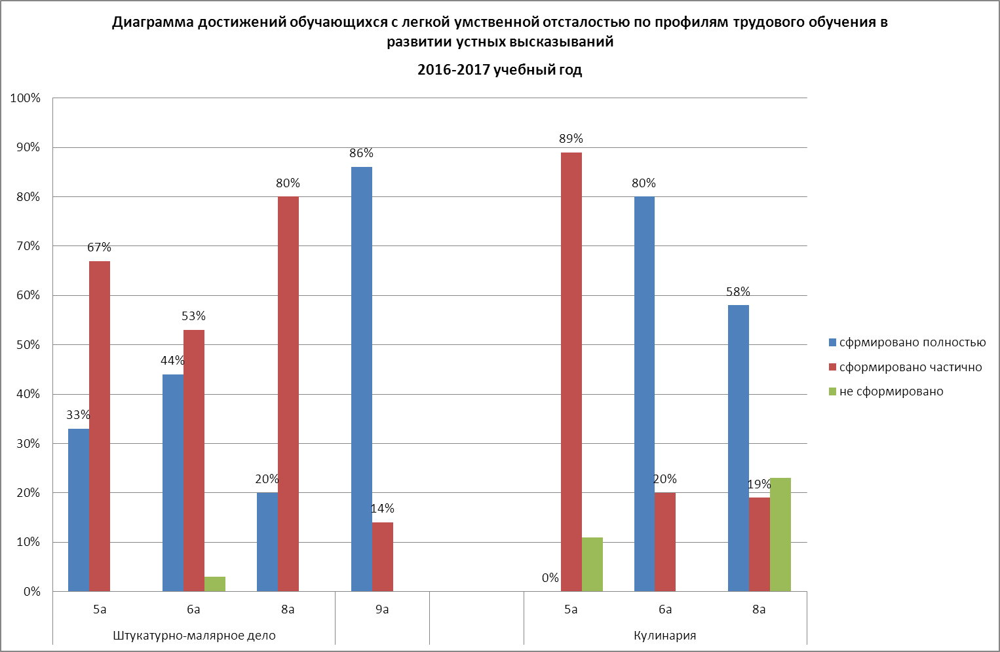 Диаграмма достижений обучающихся с легкой умственной отсталостью по профилям трудового обучения в
развитии устных высказываний
2016-2017 учебный год
100%
90%
80%
70%
60%
50%
40%
30%
20%
10%
0%
33%
67%
44%
53%
20%
80%
86%
14%
0%
89%
80%
20%
58%
19%
5а
6а
8а
9а
5а
6а
8а
Штукатурно-малярное дело
Кулинария
сфрмировано полностью
сформировано частично
не сформировано